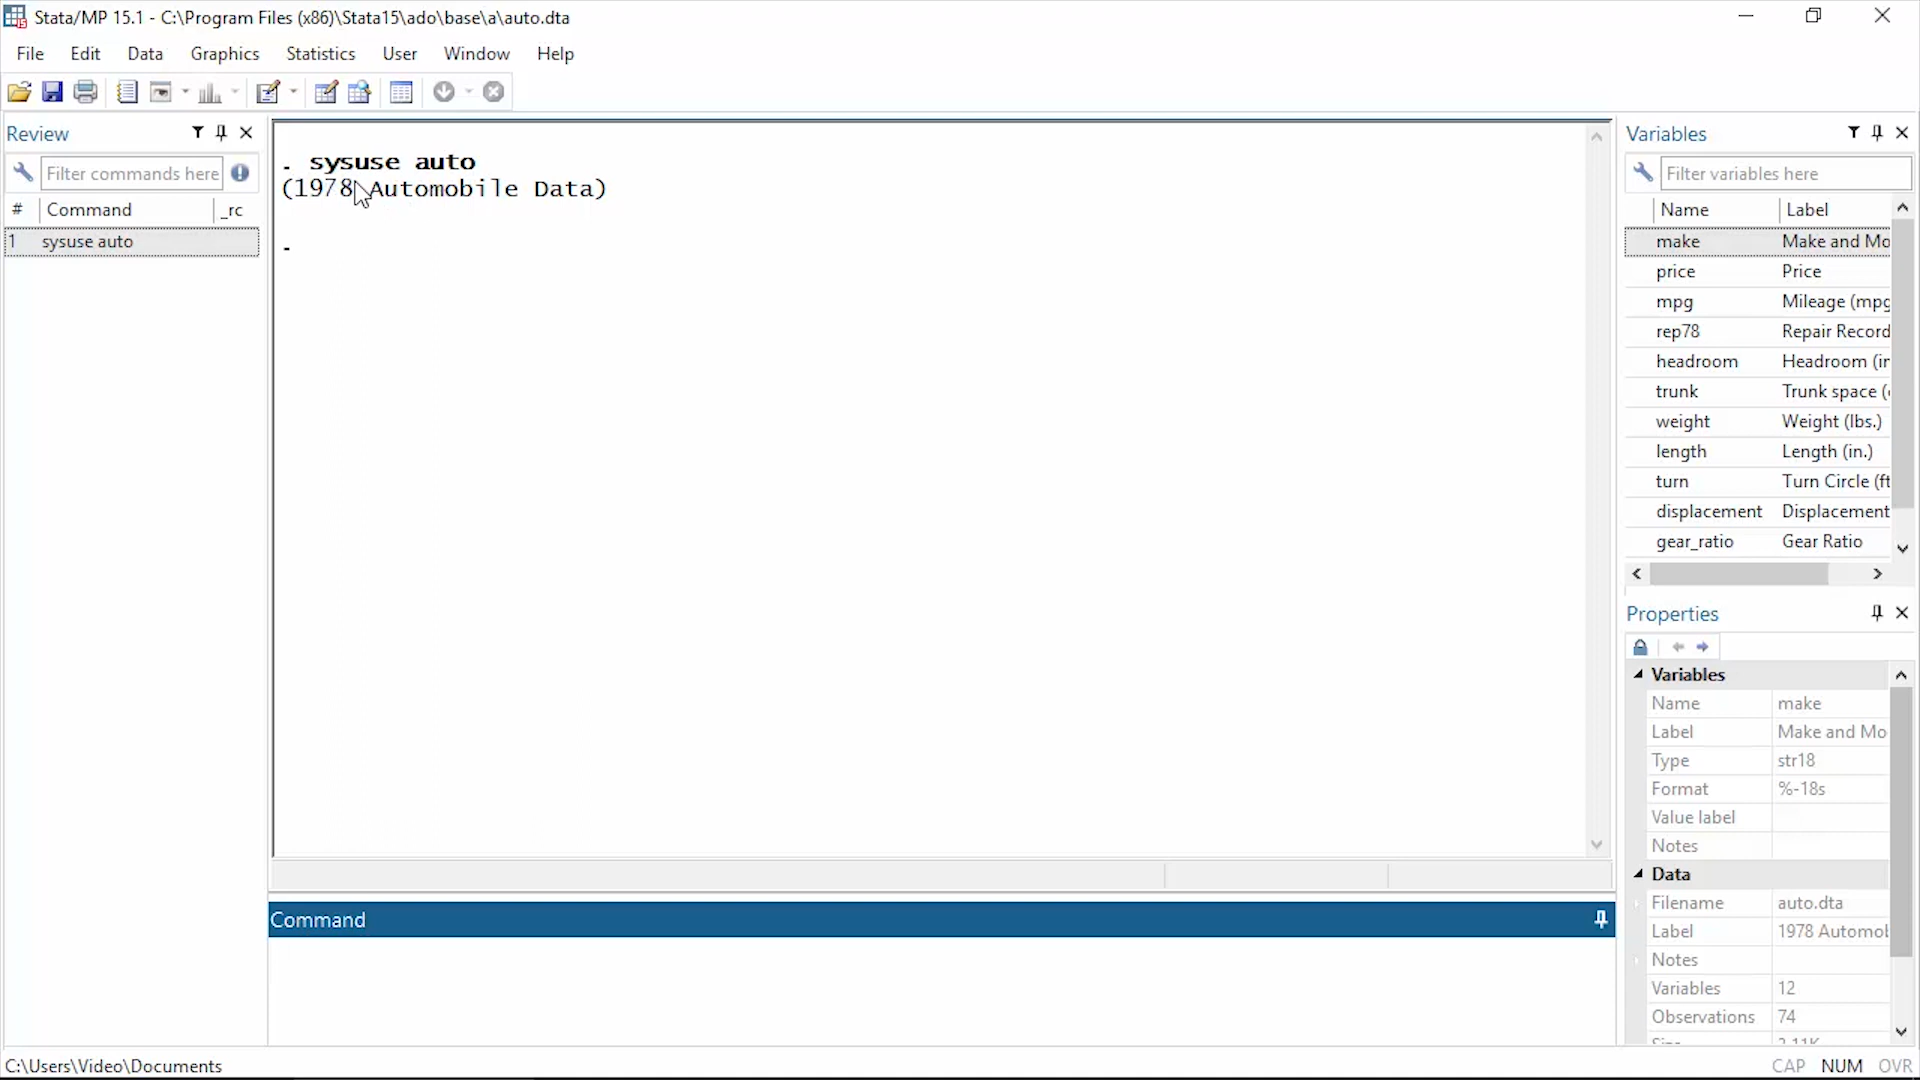 Stata/MP 15.1 - C:\Program Files (x86)\Stata15\ado\base\a\auto.dta
File Edit Data Graphics Statistics User Window Help
Review
Filter commands here
# Command _rc
1 sysuse auto
. sysuse auto
(1978 Automobile Data)
.
Command
Variables
Filter variables here
Name Label
make Make and Mo
price Price
mpg Mileage (mpg
rep78 Repair Record
headroom Headroom (in
trunk Trunk space (
weight Weight (lbs.)
length Length (in.)
turn Turn Circle (ft
displacement Displacement
gear_ratio Gear Ratio
Properties
Variables
Name make
Label Make and Mo
Type str18
Format %-18s
Value label
Notes
Data
Filename auto.dta
Label 1978 Automob
Notes
Variables 12
Observations 74
C:\Users\Video\Documents
CAP NUM OVR